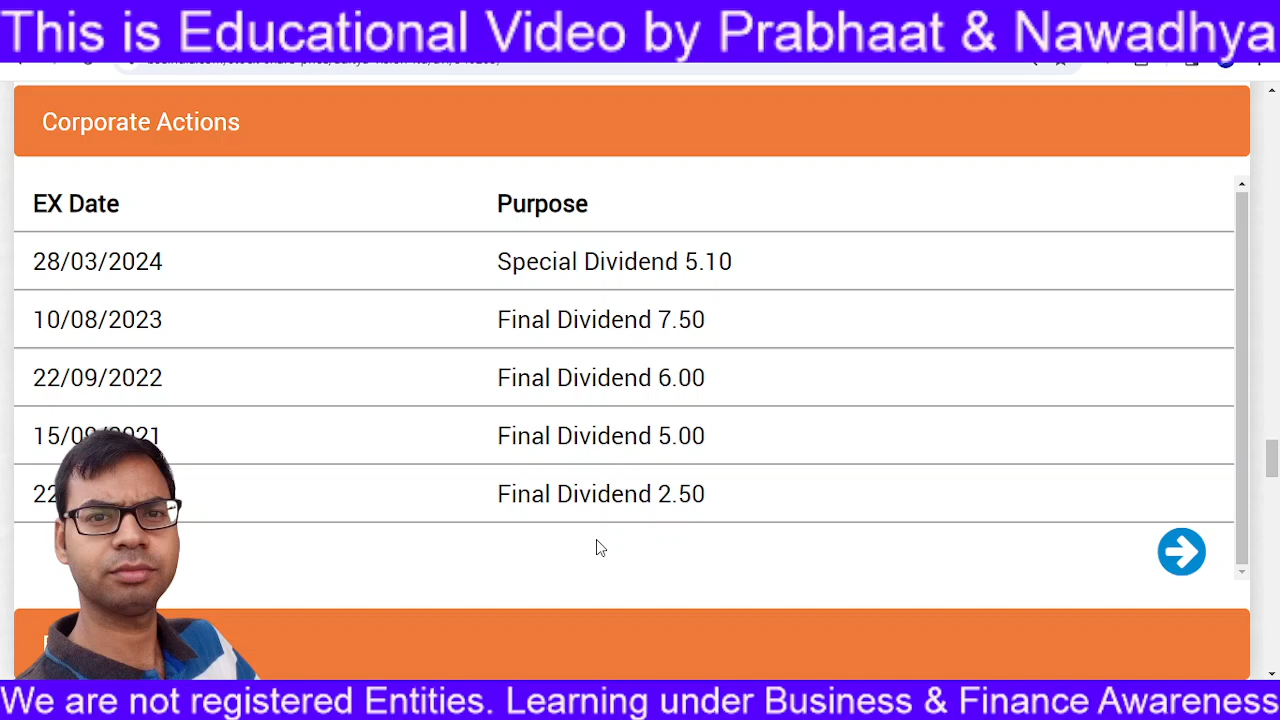 This is Educational Video by Prabhaat & Nawadhya
Corporate Actions
EX Date Purpose
28/03/2024 Special Dividend 5.10
10/08/2023 Final Dividend 7.50
22/09/2022 Final Dividend 6.00
Final Dividend 5.00
Final Dividend 2.50
We are not registered Entities. Learning under Business & Finance Awareness